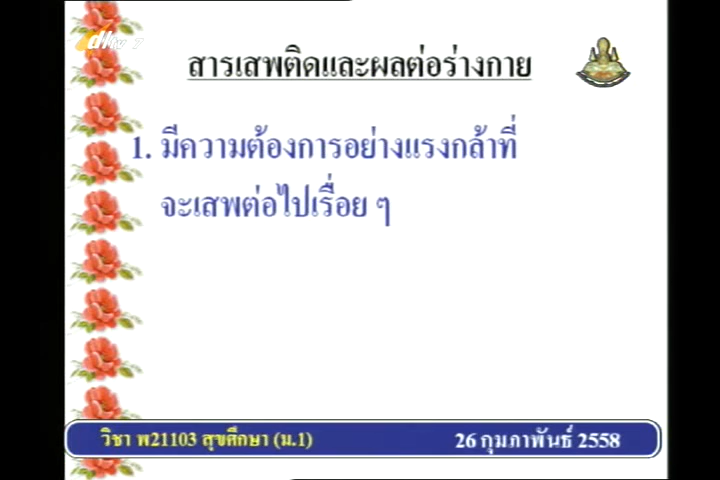 สารเสพติดและผลต่อร่างกาย
1. มีความต้องการอย่างแรงกล้าที่
จะเสพต่อไปเรื่อย ๆ
วิชา พ21103 สุขศึกษา (ม.1)
26 กุมภาพันธ์ 2558